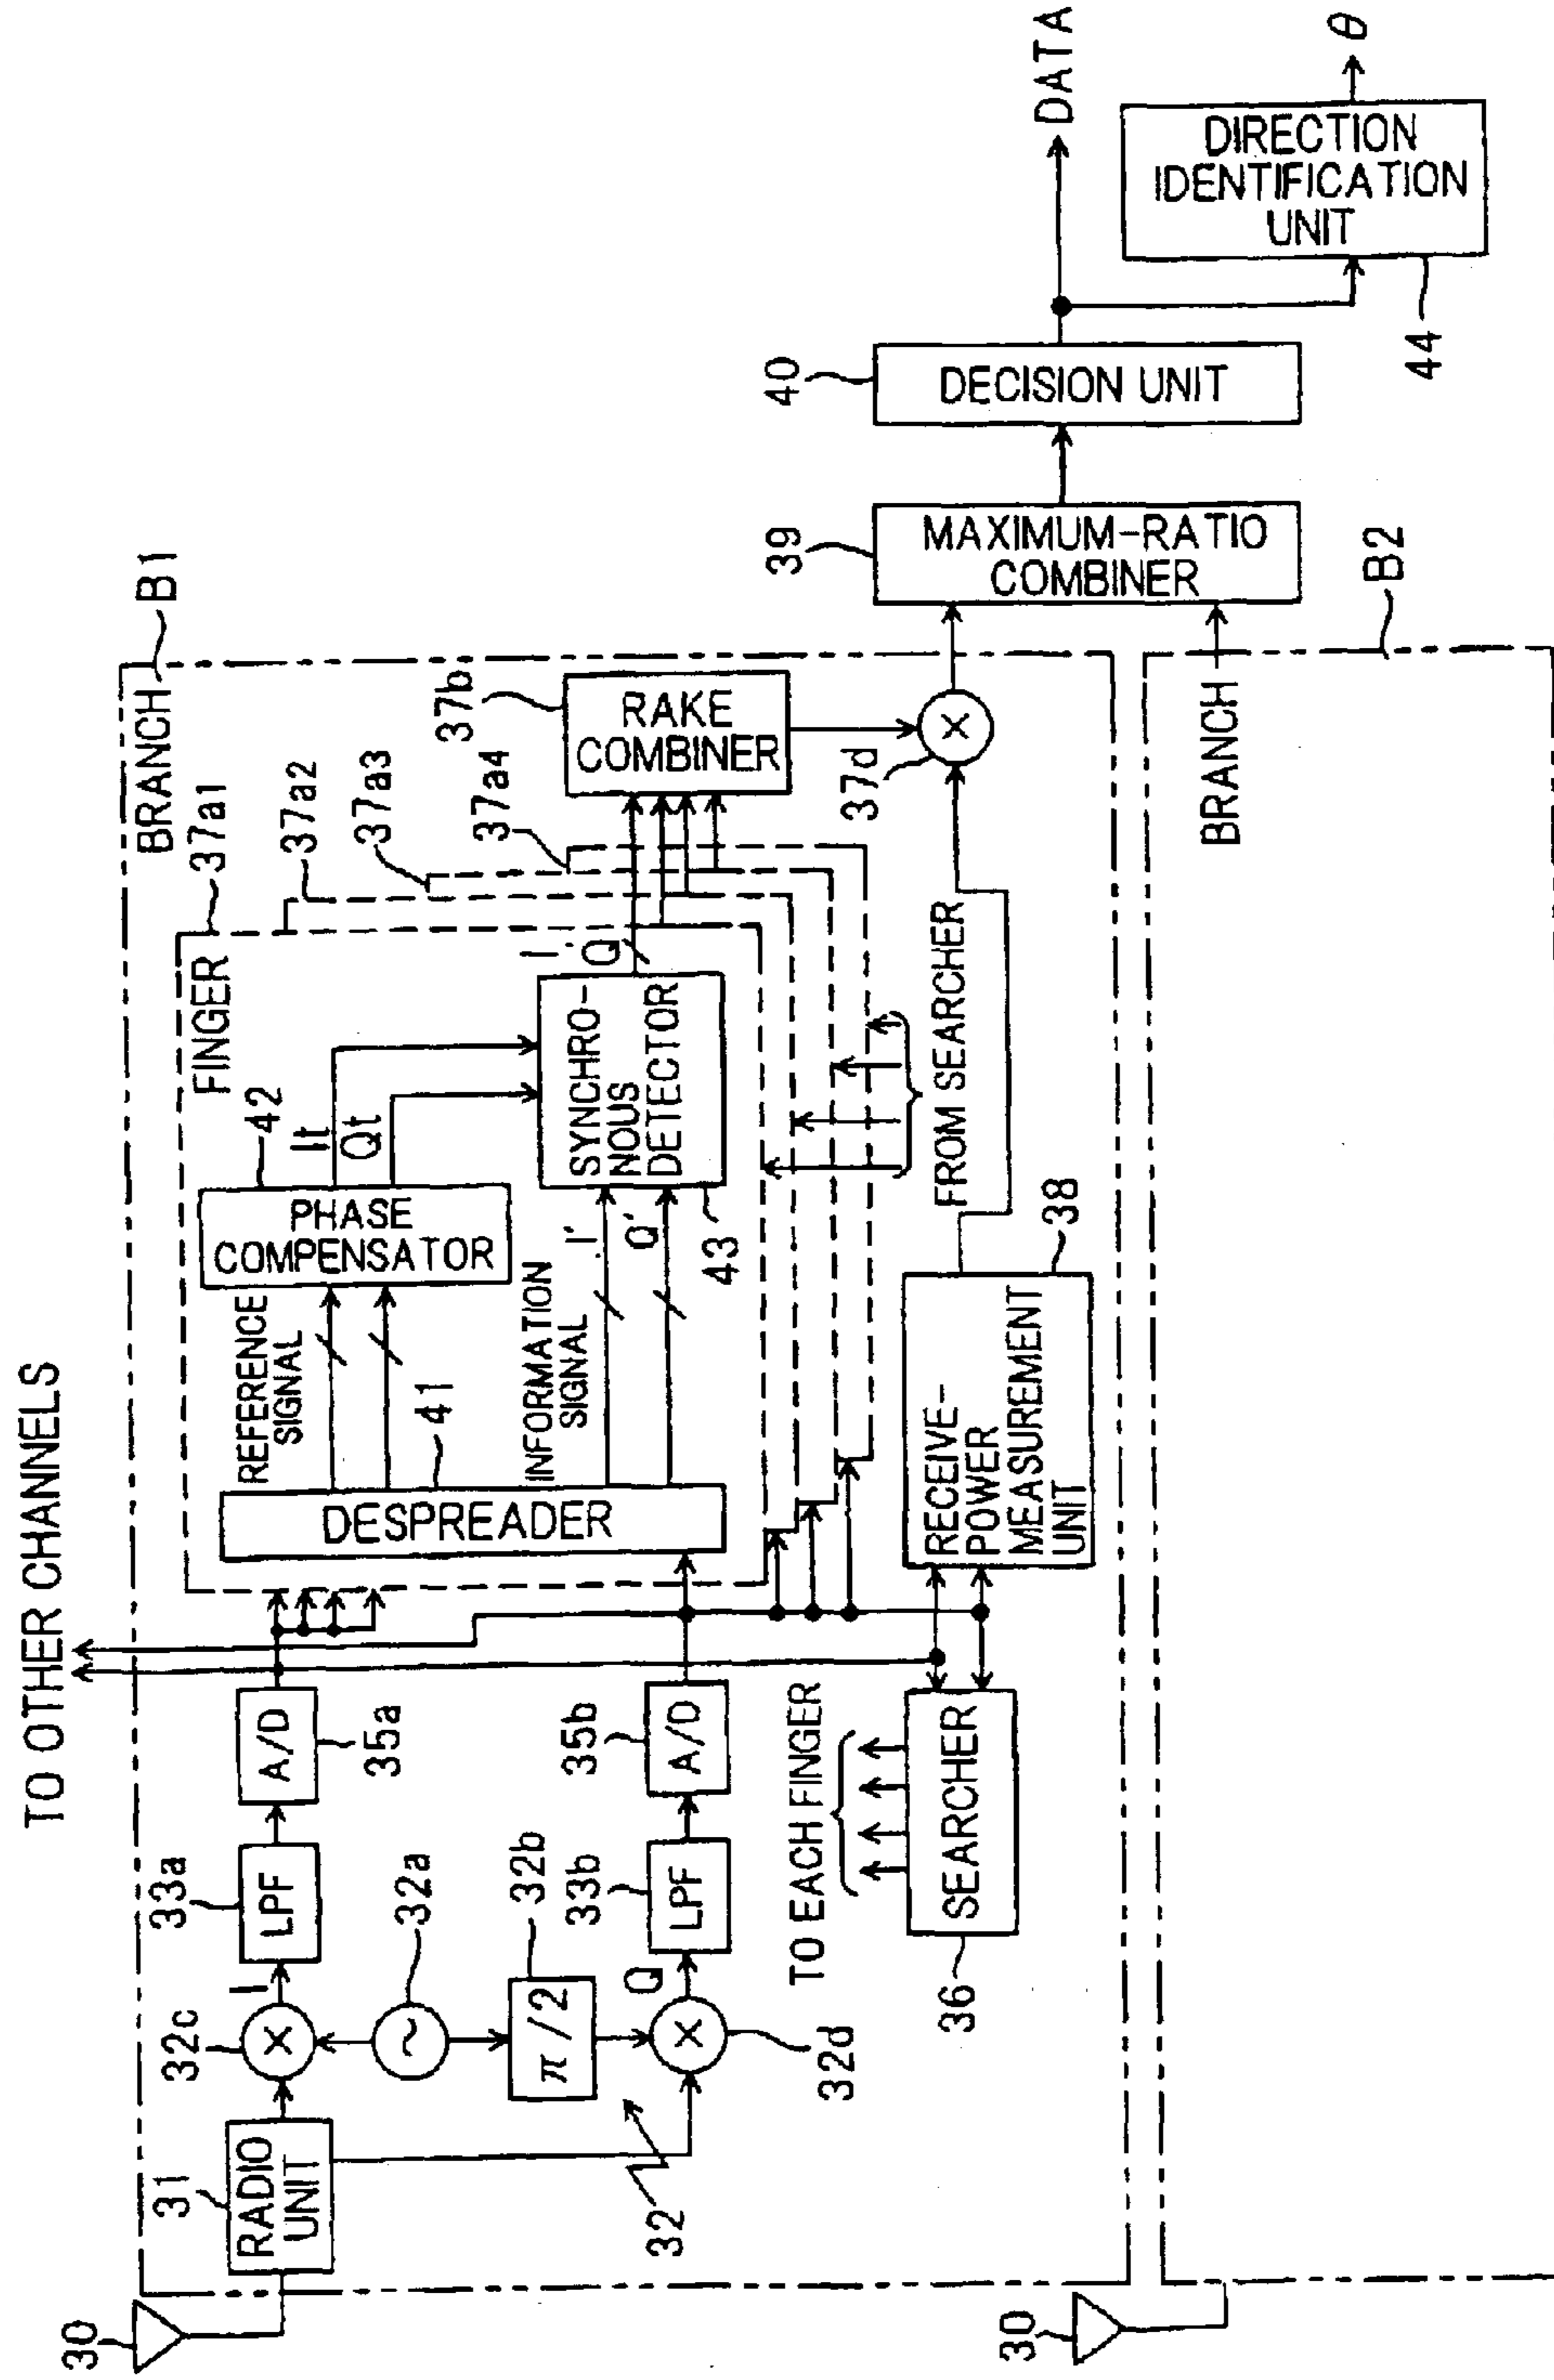 TO OTHER CHANNELS
30
31
RADIO
UNIT
32c
I
33a
LPF
A/D
35a
32a
32
π/2
32b
32d
Q
33b
LPF
35b
A/D
TO EACH FINGER
SEARCHER
36
BRANCH
B1
FINGER
37a1
37a2
37a3
37a4
DESPREADER
41
REFERENCE
SIGNAL
INFORMATION
SIGNAL
PHASE
COMPENSATOR
42
It
Qt
I'
Q'
SYNCHRO-
NOUS
DETECTOR
43
I
Q
37b
RAKE
COMBINER
37d
FROM SEARCHER
RECEIVE-
POWER
MEASUREMENT
UNIT
38
39
MAXIMUM-RATIO
COMBINER
40
DECISION UNIT
DATA
DIRECTION
IDENTIFICATION
UNIT
44
θ
30
BRANCH
B2